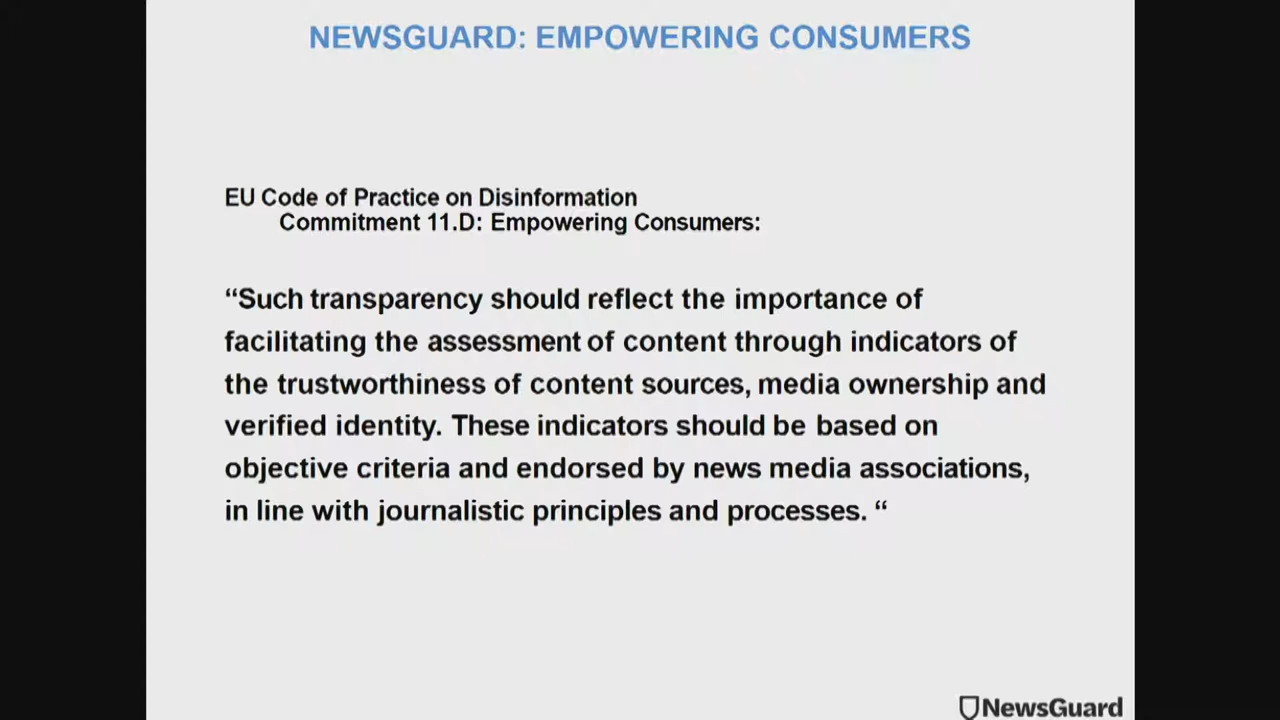 NEWSGUARD: EMPOWERING CONSUMERS
EU Code of Practice on Disinformation
Commitment 11.D: Empowering Consumers:
“Such transparency should reflect the importance of
facilitating the assessment of content through indicators of
the trustworthiness of content sources, media ownership and
verified identity. These indicators should be based on
objective criteria and endorsed by news media associations,
in line with journalistic principles and processes. “
NewsGuard